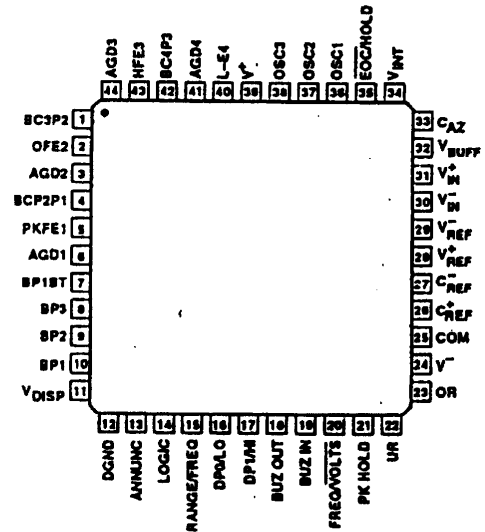 AGD3 HFE3 BC4P3 AGD4 L-E4 V+ OSC3 OSC2 OSC1 EOC/HOLD VINT
44 43 42 41 40 39 38 37 36 35 34
BC3P2 1
OFE2 2
AGD2 3
BCP2P1 4
PKFE1 5
AGD1 6
BP1BT 7
BP3 8
BP2 9
BP1 10
VDISP 11
33 CAZ
32 VBUFF
31 V+IN
30 V-IN
29 V-REF
28 V+REF
27 C-REF
26 C+REF
25 COM
24 V-
23 OR
12 13 14 15 16 17 18 19 20 21 22
DGND ANNUNC LOGIC RANGE/FREQ DP0/LO DP1/HI BUZ OUT BUZ IN FREQ/VOLTS PK HOLD UR